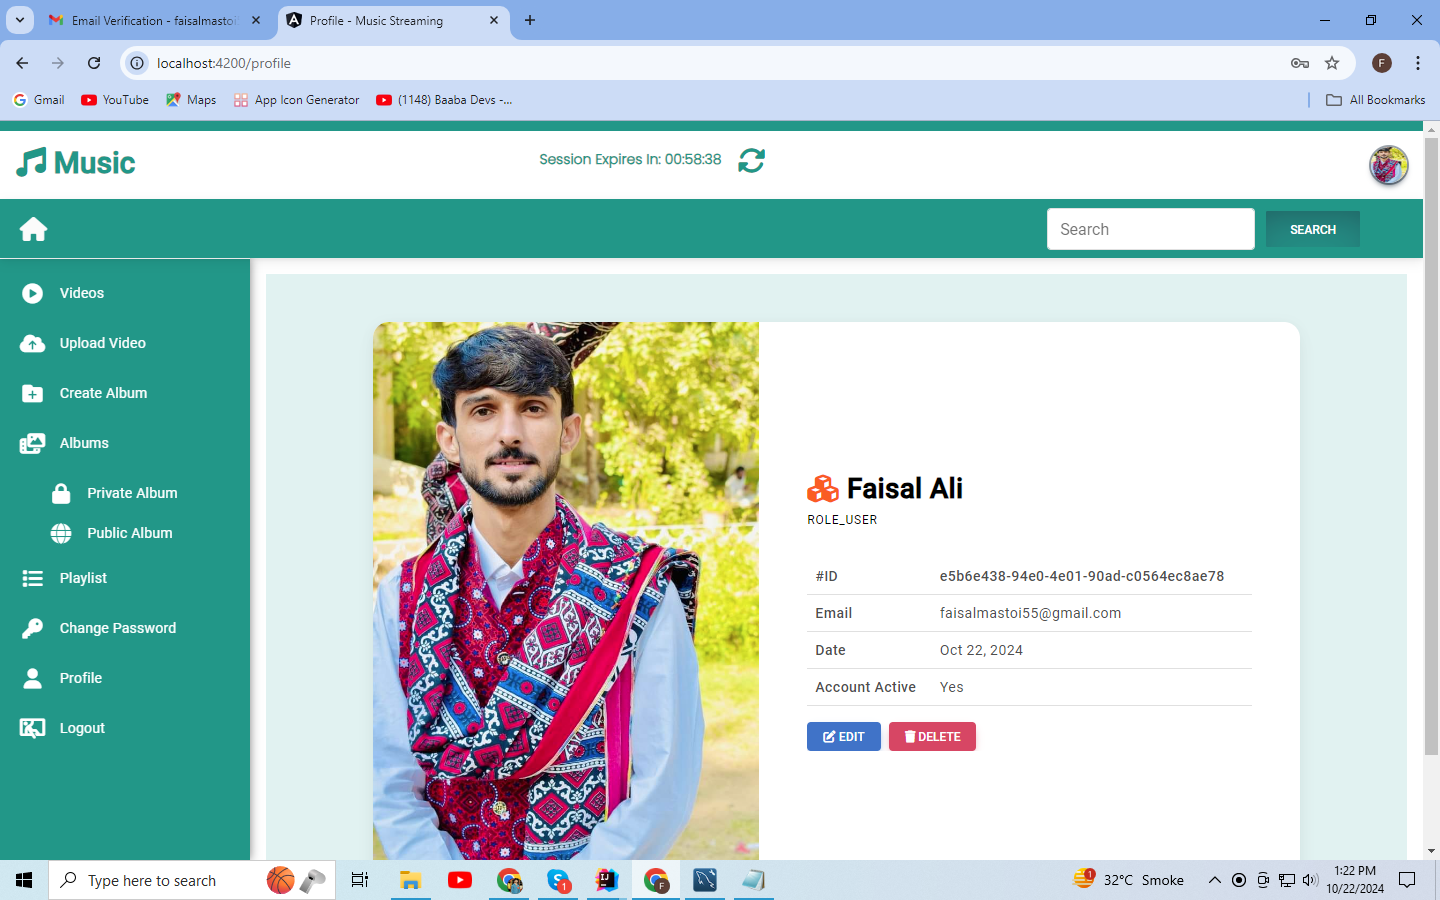 Email Verification - faisalmastoi
Profile - Music Streaming
localhost:4200/profile
F
Gmail
YouTube
Maps
App Icon Generator
(1148) Baaba Devs -...
All Bookmarks
Music
Session Expires In: 00:58:38
Search
SEARCH
Videos
Upload Video
Create Album
Albums
Private Album
Public Album
Playlist
Change Password
Profile
Logout
Faisal Ali
ROLE_USER
#ID e5b6e438-94e0-4e01-90ad-c0564ec8ae78
Email faisalmastoi55@gmail.com
Date Oct 22, 2024
Account Active Yes
EDIT
DELETE
Type here to search
1
F
1
32°C Smoke
1:22 PM
10/22/2024